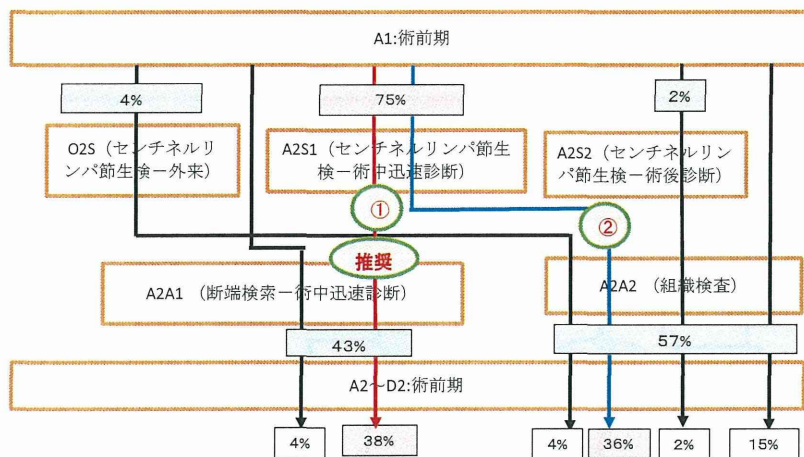 A1:術前期
4%
75%
2%
O2S（センチネルリ
ンパ節生検ー外来）
A2S1（センチネルリンパ節生
検ー術中迅速診断）
A2S2（センチネルリン
パ節生検ー術後診断）
①
②
推奨
A2A1 （断端検索ー術中迅速診断）
A2A2 （組織検査）
43%
57%
A2～D2:術前期
4%
38%
4%
36%
2%
15%